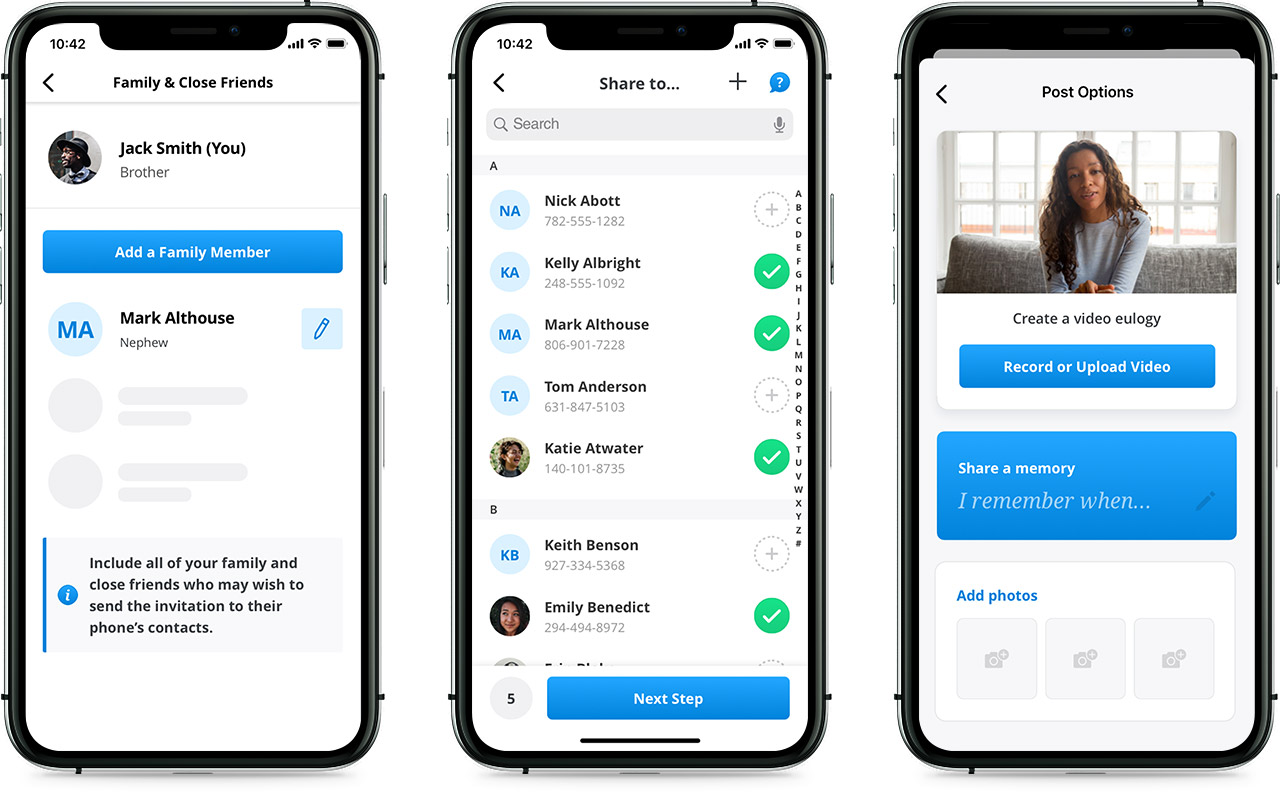 10:42
Family & Close Friends
Jack Smith (You)
Brother
Add a Family Member
MA
Mark Althouse
Nephew
i
Include all of your family and
close friends who may wish to
send the invitation to their
phone's contacts.
10:42
Share to...
?
Search
A
NA
Nick Abott
782-555-1282
KA
Kelly Albright
248-555-1092
MA
Mark Althouse
806-901-7228
TA
Tom Anderson
631-847-5103
Katie Atwater
140-101-8735
B
KB
Keith Benson
927-334-5368
Emily Benedict
294-494-8972
A
B
C
D
E
F
G
H
I
J
K
L
M
N
O
P
Q
R
S
T
U
V
W
X
Y
Z
#
5
Next Step
Post Options
Create a video eulogy
Record or Upload Video
Share a memory
I remember when...
Add photos